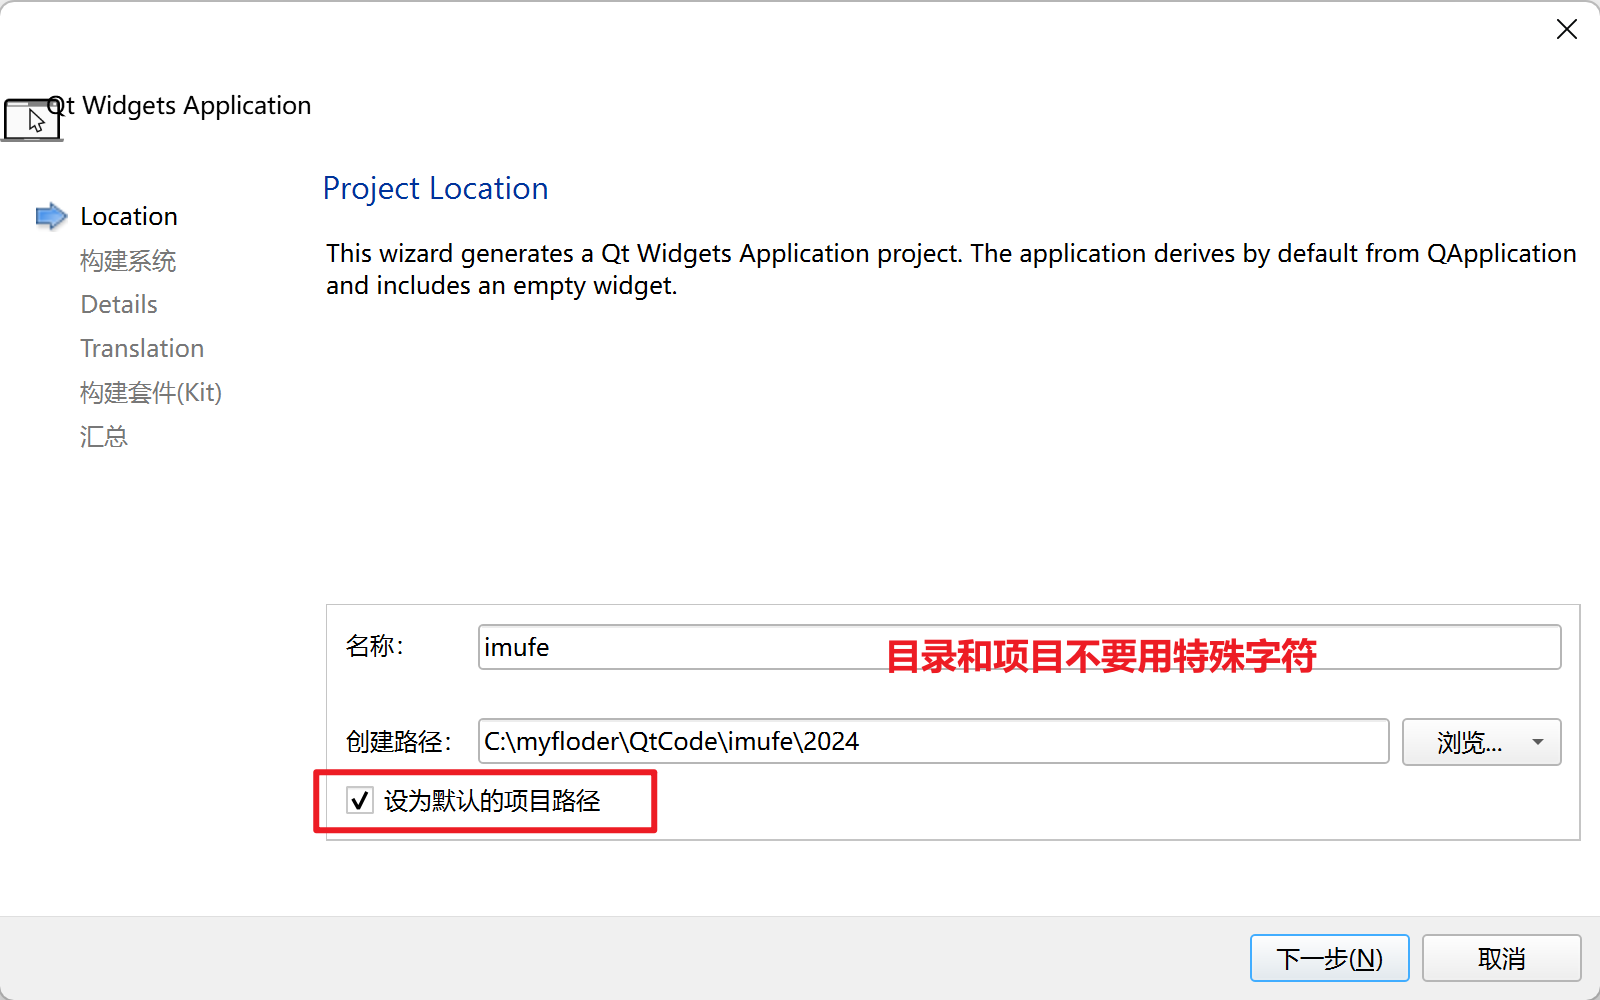 Qt Widgets Application
Location
构建系统
Details
Translation
构建套件(Kit)
汇总
Project Location
This wizard generates a Qt Widgets Application project. The application derives by default from QApplication
and includes an empty widget.
名称：
imufe
目录和项目不要用特殊字符
创建路径：
C:\myfloder\QtCode\imufe\2024
浏览...
设为默认的项目路径
下一步(N)
取消